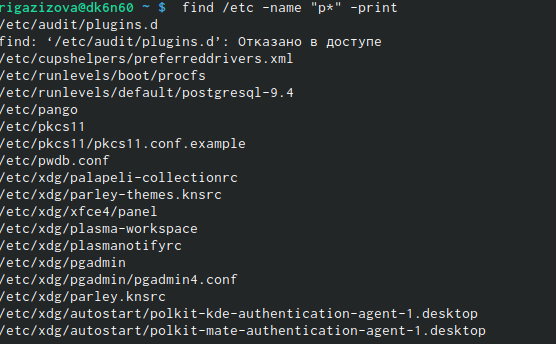 rigazizova@dk6n60 ~ $ find /etc -name "p*" -print
/etc/audit/plugins.d
find: ‘/etc/audit/plugins.d’: Отказано в доступе
/etc/cupshelpers/preferreddrivers.xml
/etc/runlevels/boot/procfs
/etc/runlevels/default/postgresql-9.4
/etc/pango
/etc/pkcs11
/etc/pkcs11/pkcs11.conf.example
/etc/pwdb.conf
/etc/xdg/palapeli-collectionrc
/etc/xdg/parley-themes.knsrc
/etc/xdg/xfce4/panel
/etc/xdg/plasma-workspace
/etc/xdg/plasmanotifyrc
/etc/xdg/pgadmin
/etc/xdg/pgadmin/pgadmin4.conf
/etc/xdg/parley.knsrc
/etc/xdg/autostart/polkit-kde-authentication-agent-1.desktop
/etc/xdg/autostart/polkit-mate-authentication-agent-1.desktop